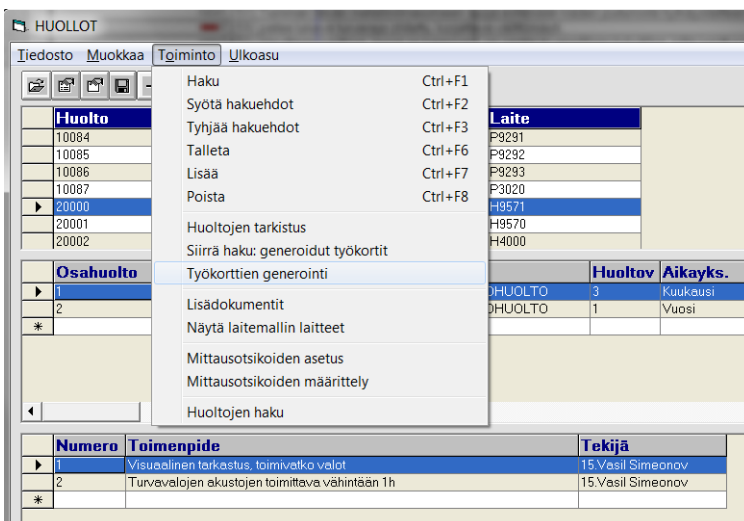 HUOLLOT
Tiedosto Muokkaa Toiminto Ulkoasu
Haku Ctrl+F1
Syötä hakuehdot Ctrl+F2
Tyhjää hakuehdot Ctrl+F3
Talleta Ctrl+F6
Lisää Ctrl+F7
Poista Ctrl+F8
Huoltojen tarkistus
Siirrä haku: generoidut työkortit
Työkorttien generointi
Lisädokumentit
Näytä laitemallin laitteet
Mittausotsikoiden asetus
Mittausotsikoiden määrittely
Huoltojen haku
Huolto Laite
10084 P9291
10085 P9292
10086 P9293
10087 P3020
20000 H9571
20001 H9570
20002 H4000
Osahuolto Huoltov Aikayks.
1 OHUOLTO 3 Kuukausi
2 OHUOLTO 1 Vuosi
Numero Toimenpide Tekijä
1 Visuaalinen tarkastus, toimivatko valot 15.Vasil Simeonov
2 Turvavalojen akustojen toimittava vähintään 1h 15.Vasil Simeonov